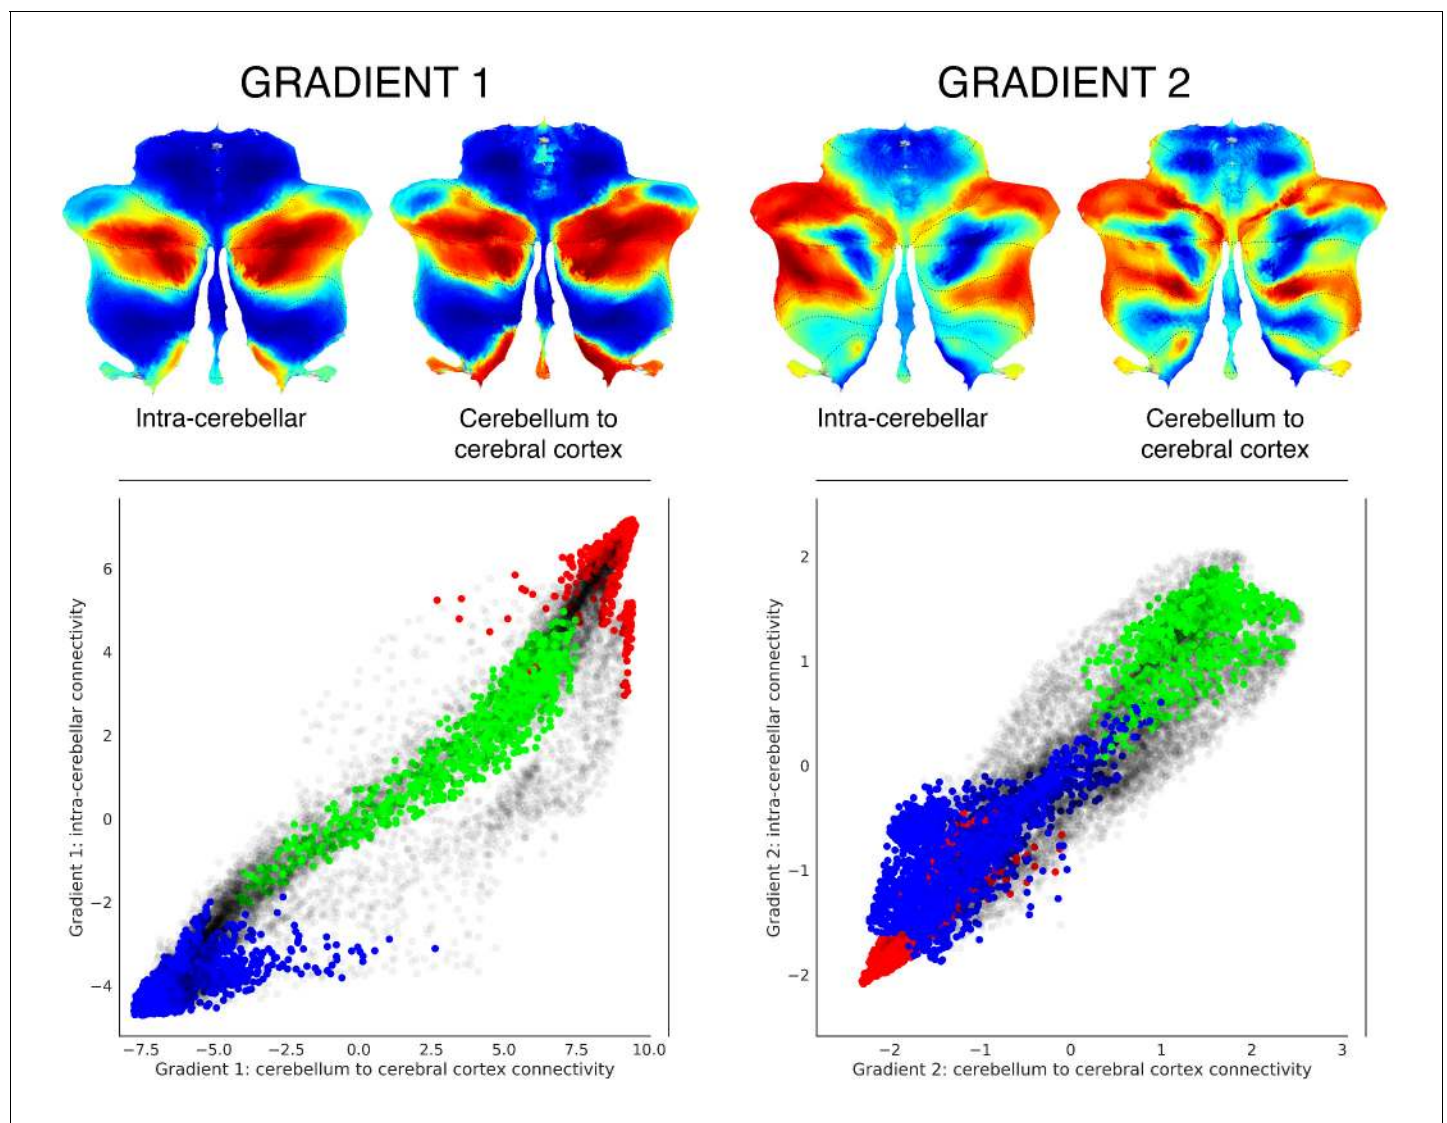 GRADIENT 1
GRADIENT 2
Intra-cerebellar
Cerebellum to
cerebral cortex
Intra-cerebellar
Cerebellum to
cerebral cortex
Gradient 1: intra-cerebellar connectivity
6
4
2
0
−2
−4
−7.5 −5.0 −2.5 0.0 2.5 5.0 7.5 10.0
Gradient 1: cerebellum to cerebral cortex connectivity
Gradient 2: intra-cerebellar connectivity
2
1
0
−1
−2
−2 −1 0 1 2 3
Gradient 2: cerebellum to cerebral cortex connectivity